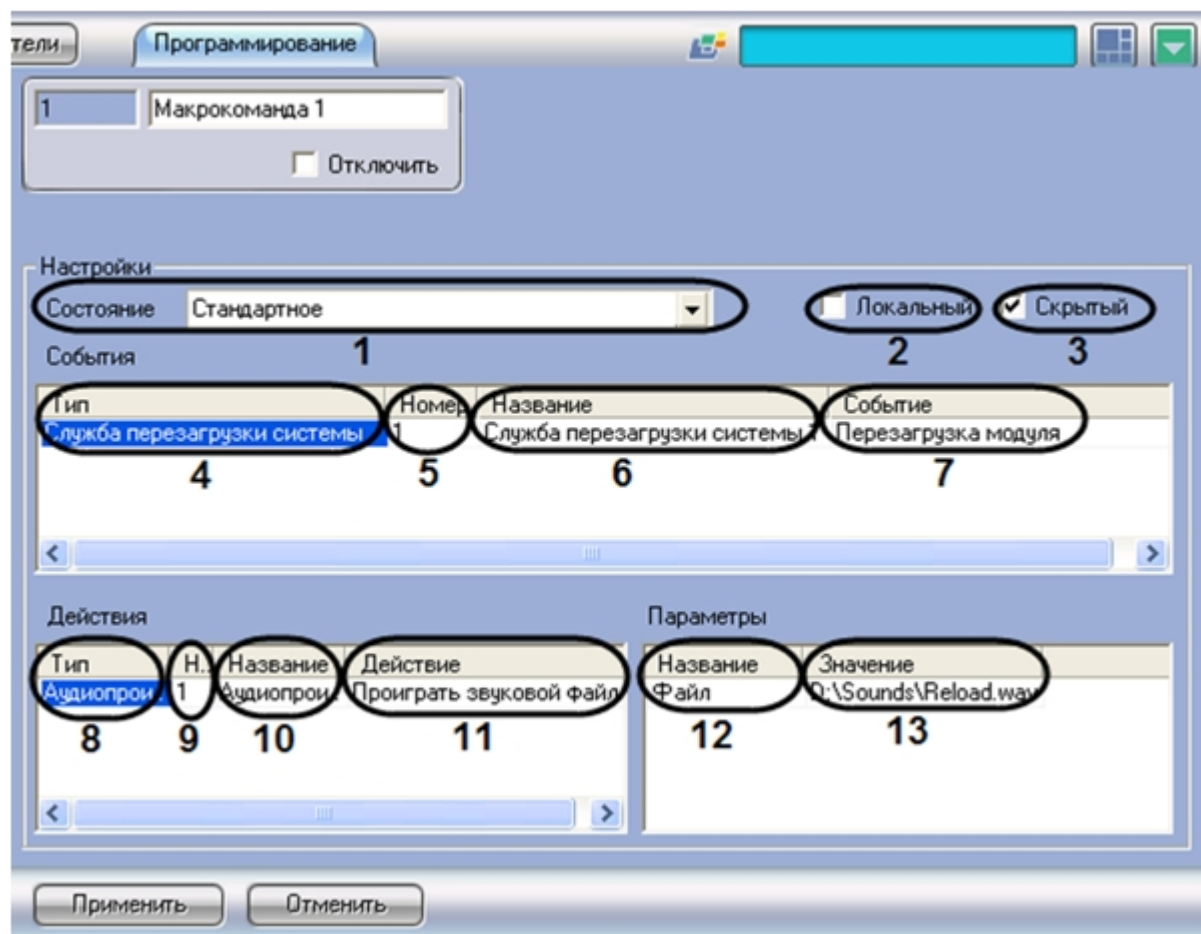 тели Программирование
1 Макрокоманда 1
Отключить
Настройки
Состояние Стандартное Локальный Скрытый
1 2 3
События
Тип Номер Название Событие
Служба перезагрузки системы 1 Служба перезагрузки системы 1 Перезагрузка модуля
4 5 6 7
Действия Параметры
Тип Н.. Название Действие Название Значение
Аудиопрои 1 Аудиопрои Проиграть звуковой файл Файл D:\Sounds\Reload.wav
8 9 10 11 12 13
Применить Отменить